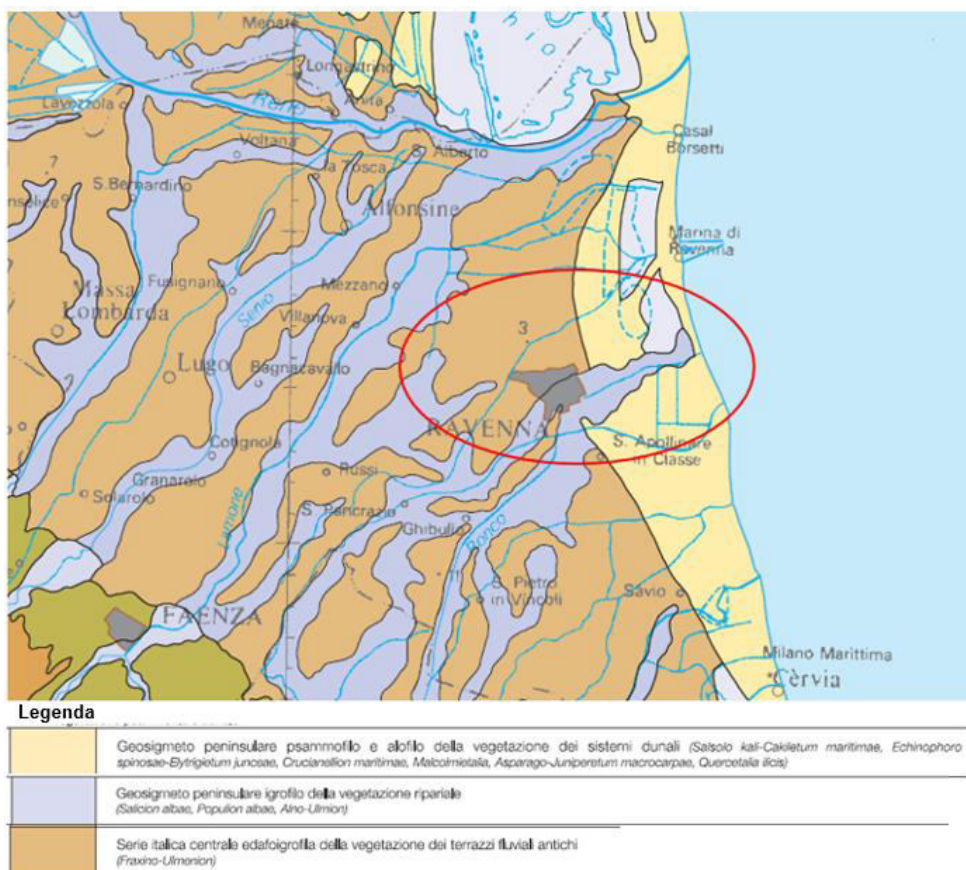 Menate
Longastrino
Lavezzola
Reno
Anita
Casal
Borsetti
Voltana
S. Alberto
la Tosca
S. Bernardino
Alfonsine
Marina di
Ravenna
Fusignano
Mezzano
Massa
Lombarda
Senio
Villanova
3
Lugo
Bagnacavallo
RAVENNA
S. Apollinare
in Classe
Cotignola
Russi
Granarolo
Solarolo
S. Pancrazio
Lamone
Ghibullo
Ronco
S. Pietro
in Vincoli
Savio
FAENZA
Milano Marittima
Cèrvia
Legenda
Geosigmeto peninsulare psammofilo e alofilo della vegetazione dei sistemi dunali (Salsolo kali-Cakiletum maritimae, Echinophoro
spinosae-Elytrigietum junceae, Crucianellion maritimae, Malcolmietalia, Asparago-Juniperetum macrocarpae, Quercetalia ilicis)
Geosigmeto peninsulare igrofilo della vegetazione ripariale
(Salicion albae, Populion albae, Alno-Ulmion)
Serie italica centrale edafoigrofila della vegetazione dei terrazzi fluviali antichi
(Fraxino-Ulmenion)